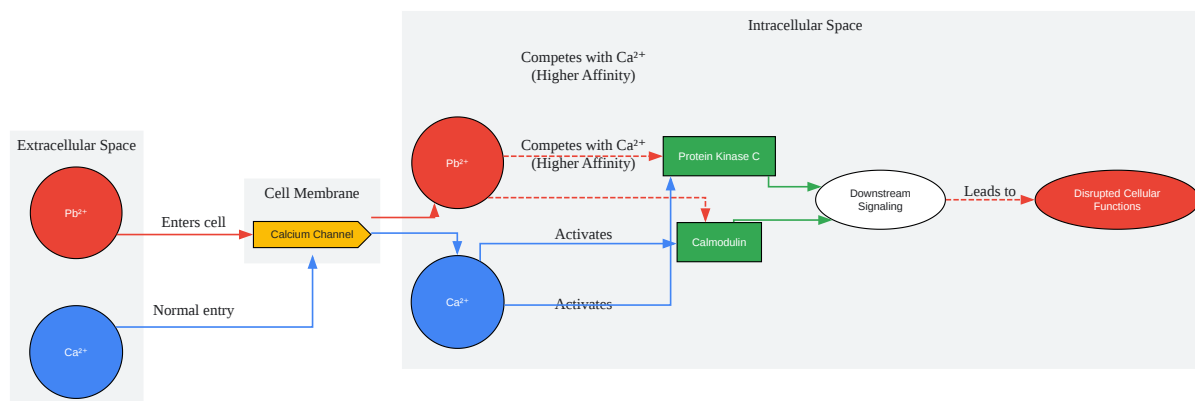 Intracellular Space
Competes with Ca²⁺
(Higher Affinity)
Extracellular Space
Pb²⁺
Enters cell
Cell Membrane
Calcium Channel
Normal entry
Ca²⁺
Pb²⁺
Competes with Ca²⁺
(Higher Affinity)
Protein Kinase C
Activates
Calmodulin
Ca²⁺
Activates
Downstream
Signaling
Leads to
Disrupted Cellular
Functions